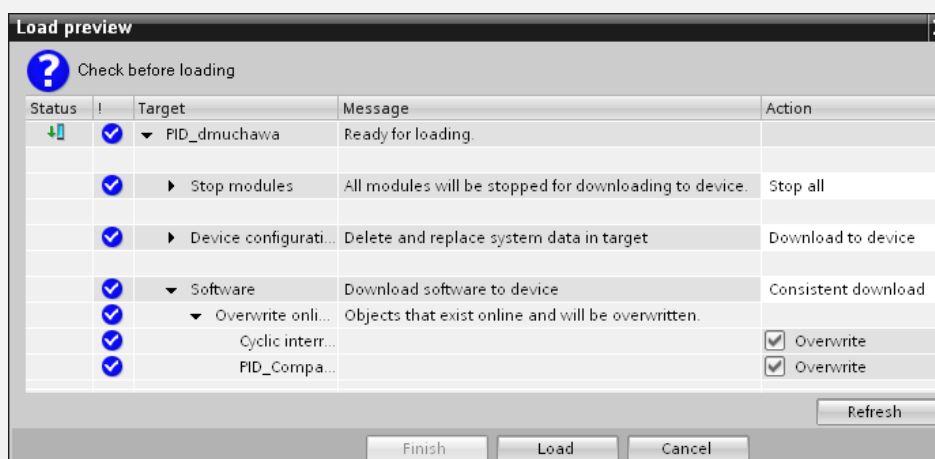 Load preview
Check before loading
Status ! Target Message Action
PID_dmuchawa Ready for loading.
Stop modules All modules will be stopped for downloading to device. Stop all
Device configurati... Delete and replace system data in target Download to device
Software Download software to device Consistent download
Overwrite onli... Objects that exist online and will be overwritten.
Cyclic interr... Overwrite
PID_Compa... Overwrite
Refresh
Finish Load Cancel